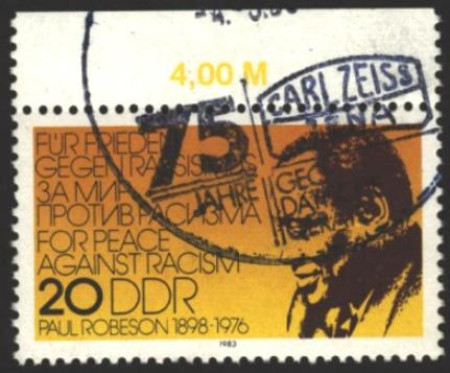 4,00 M
CARL ZEISS
JENA
75
JAHRE
FÜR FRIEDEN
GEGEN RASSISMUS
ЗА МИР
ПРОТИВ РАСИЗМА
FOR PEACE
AGAINST RACISM
20 DDR
PAUL ROBESON 1898-1976
1983